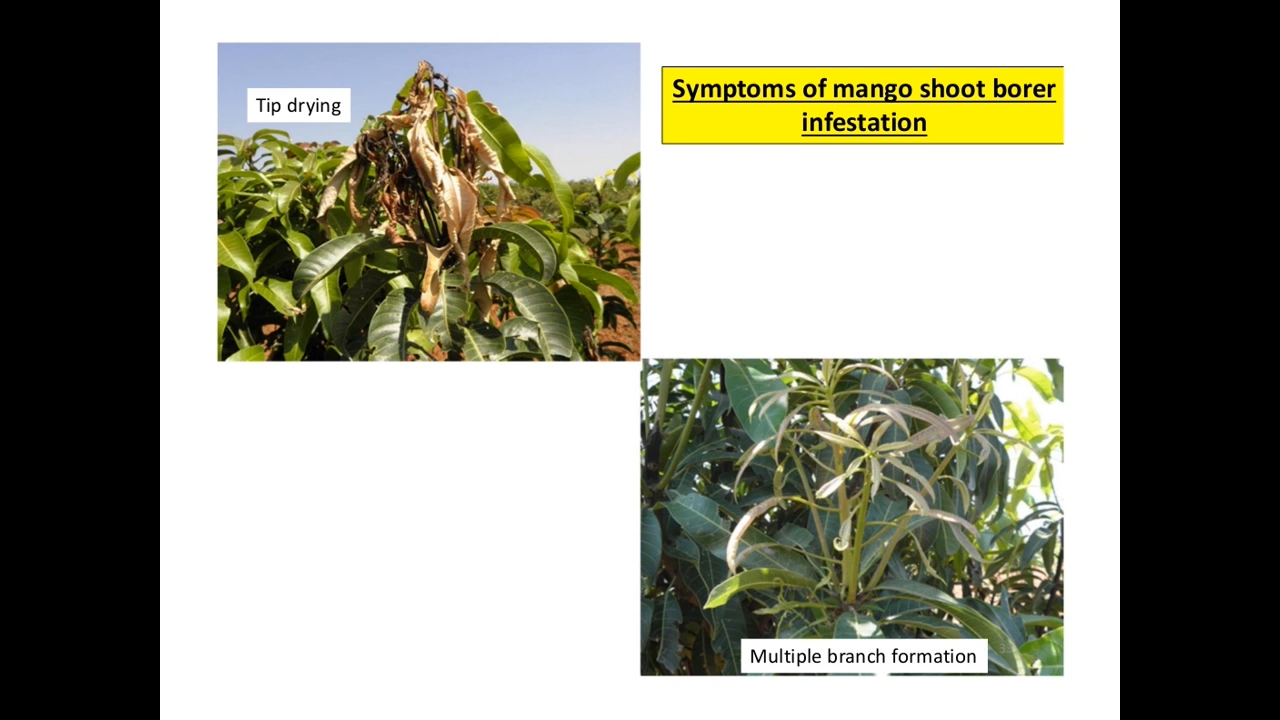 Tip drying
Symptoms of mango shoot borer
infestation
Multiple branch formation